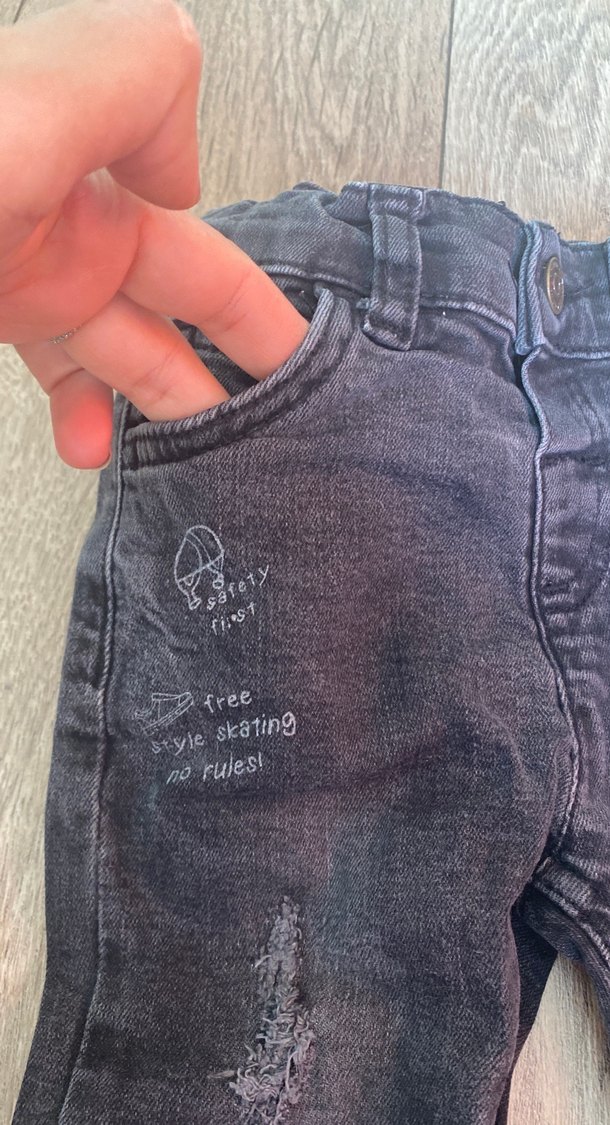 safety
first
free
style skating
no rules!